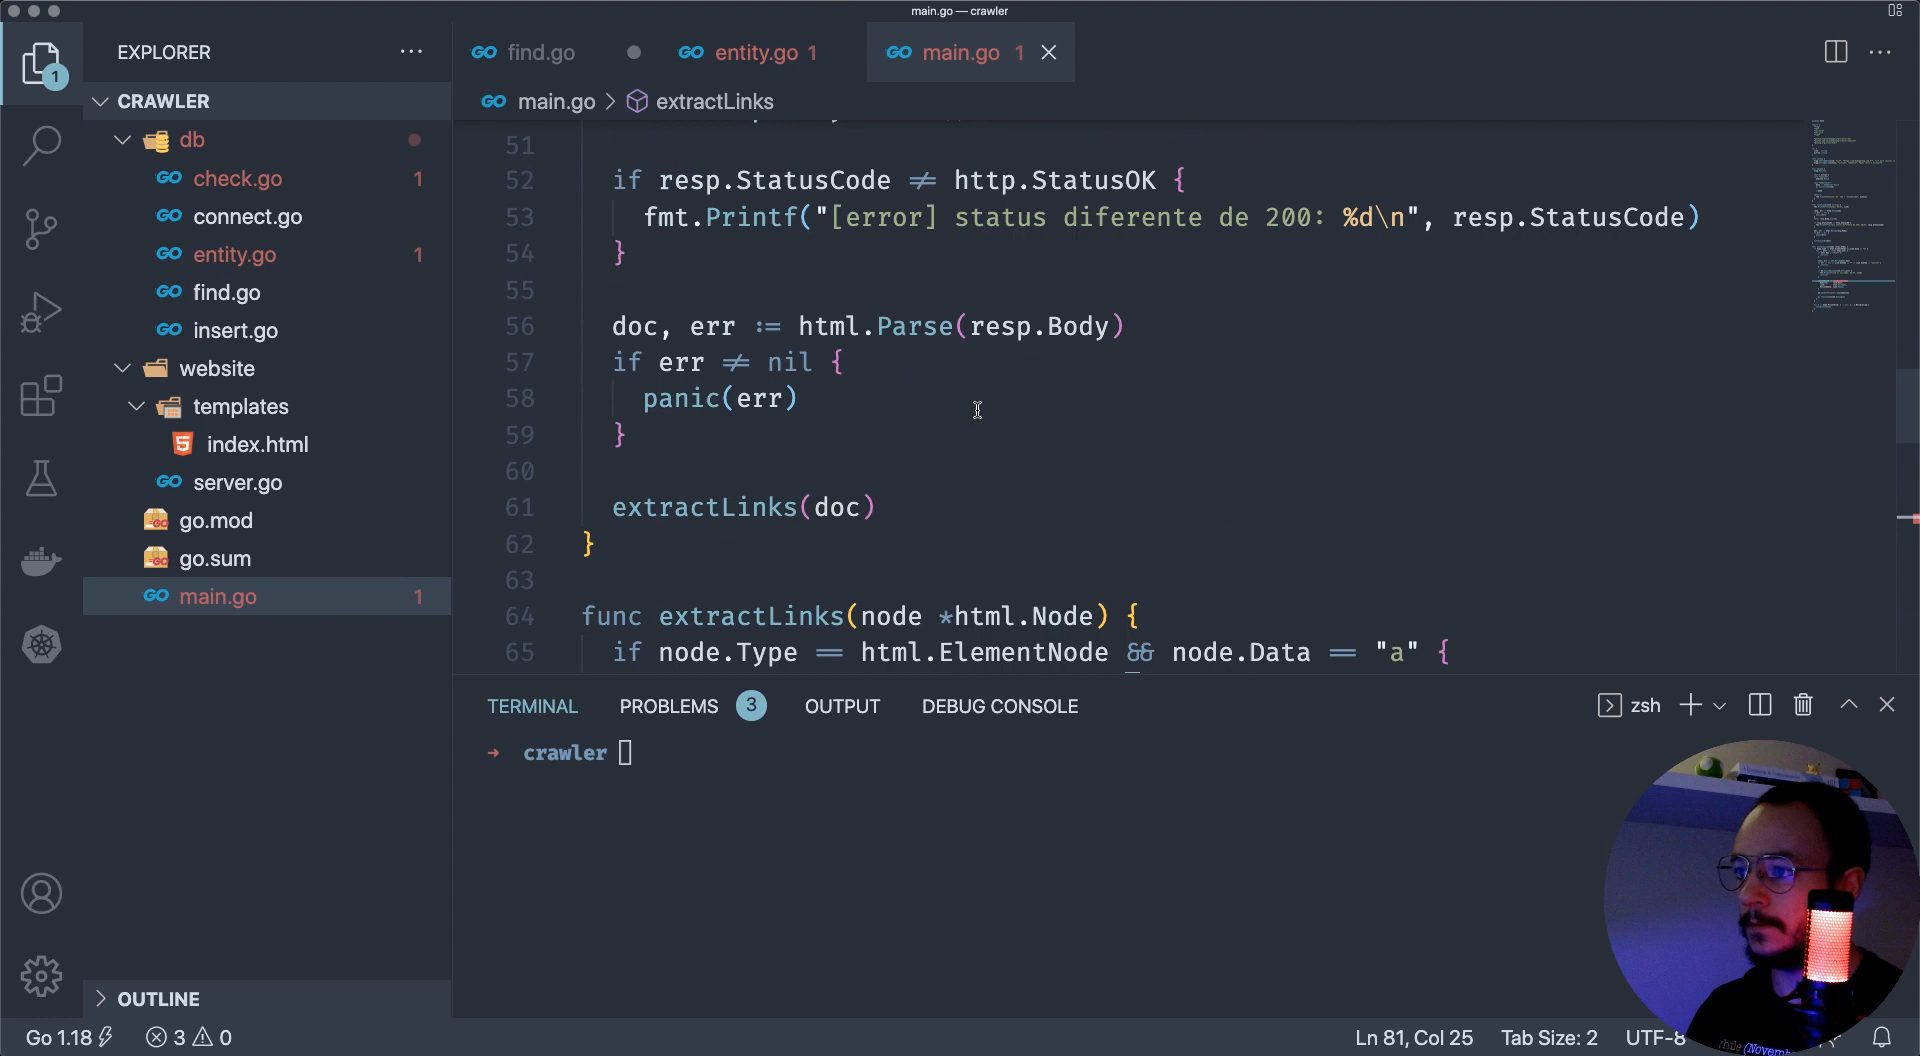 main.go — crawler
EXPLORER
CRAWLER
db
check.go 1
connect.go
entity.go 1
find.go
insert.go
website
templates
index.html
server.go
go.mod
go.sum
main.go 1
OUTLINE
1
find.go
entity.go 1
main.go 1
main.go > extractLinks
51
52 if resp.StatusCode != http.StatusOK {
53 fmt.Printf("[error] status diferente de 200: %d\n", resp.StatusCode)
54 }
55
56 doc, err := html.Parse(resp.Body)
57 if err != nil {
58 panic(err)
59 }
60
61 extractLinks(doc)
62 }
63
64 func extractLinks(node *html.Node) {
65 if node.Type == html.ElementNode && node.Data == "a" {
TERMINAL PROBLEMS 3 OUTPUT DEBUG CONSOLE
zsh
→ crawler
Go 1.18 3 0
Ln 81, Col 25 Tab Size: 2 UTF-8